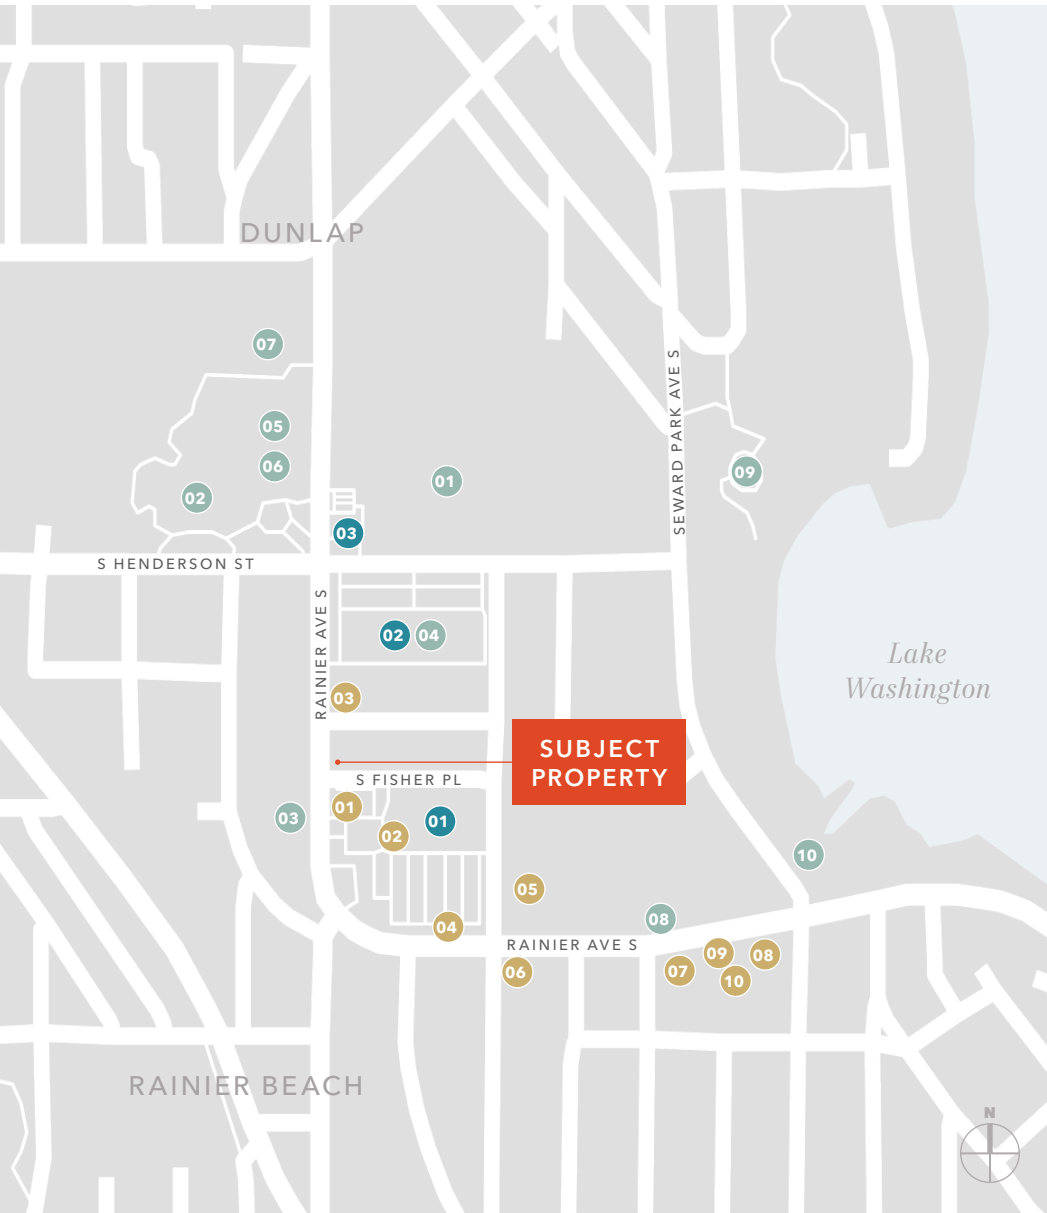 DUNLAP
07
05
06
02
01
SEWARD PARK AVE S
09
03
S HENDERSON ST
RAINIER AVE S
02
04
03
Lake
Washington
SUBJECT
PROPERTY
S FISHER PL
01
03
02
01
10
05
08
04
RAINIER AVE S
06
07
09
08
10
RAINIER BEACH
N